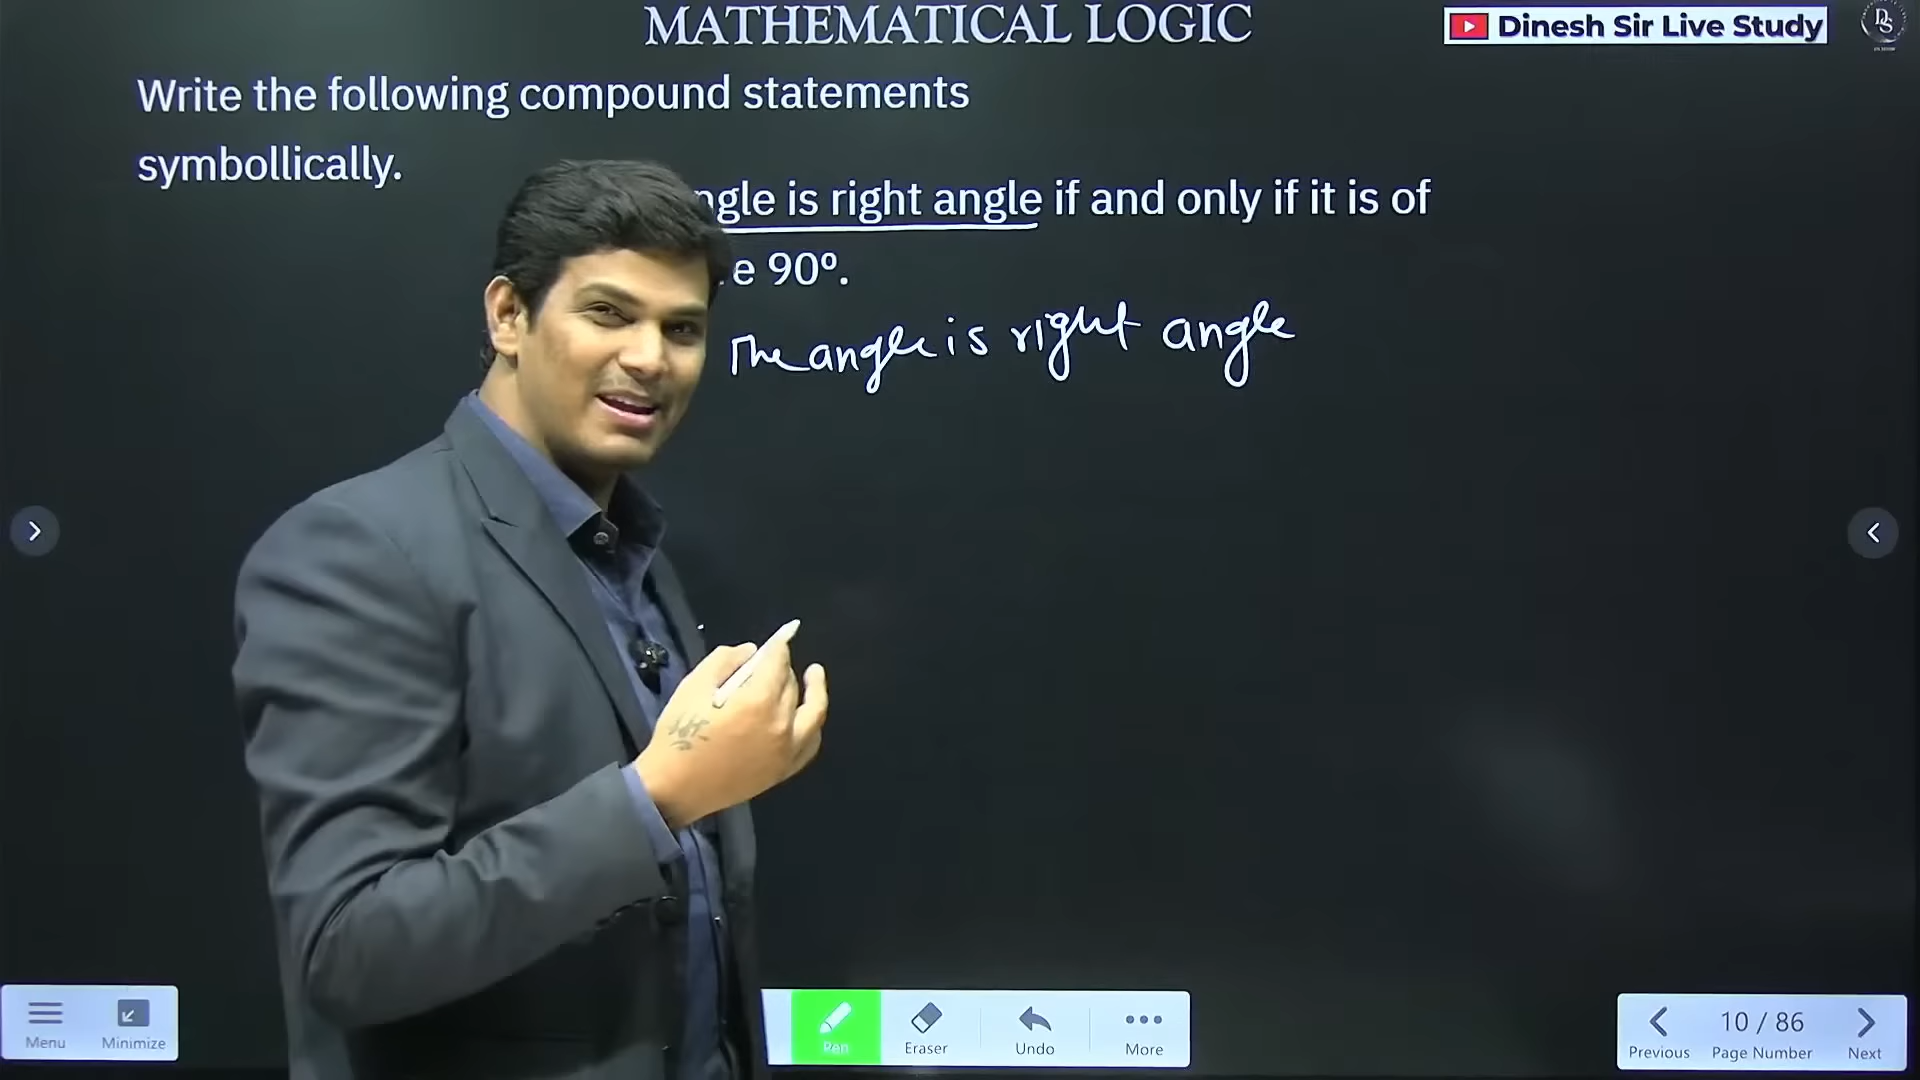 MATHEMATICAL LOGIC
Dinesh Sir Live Study
DS
Write the following compound statements
symbollically.
ngle is right angle if and only if it is of
e 90º.
The angle is right angle
Menu
Minimize
Pen
Eraser
Undo
More
10 / 86
Previous
Page Number
Next